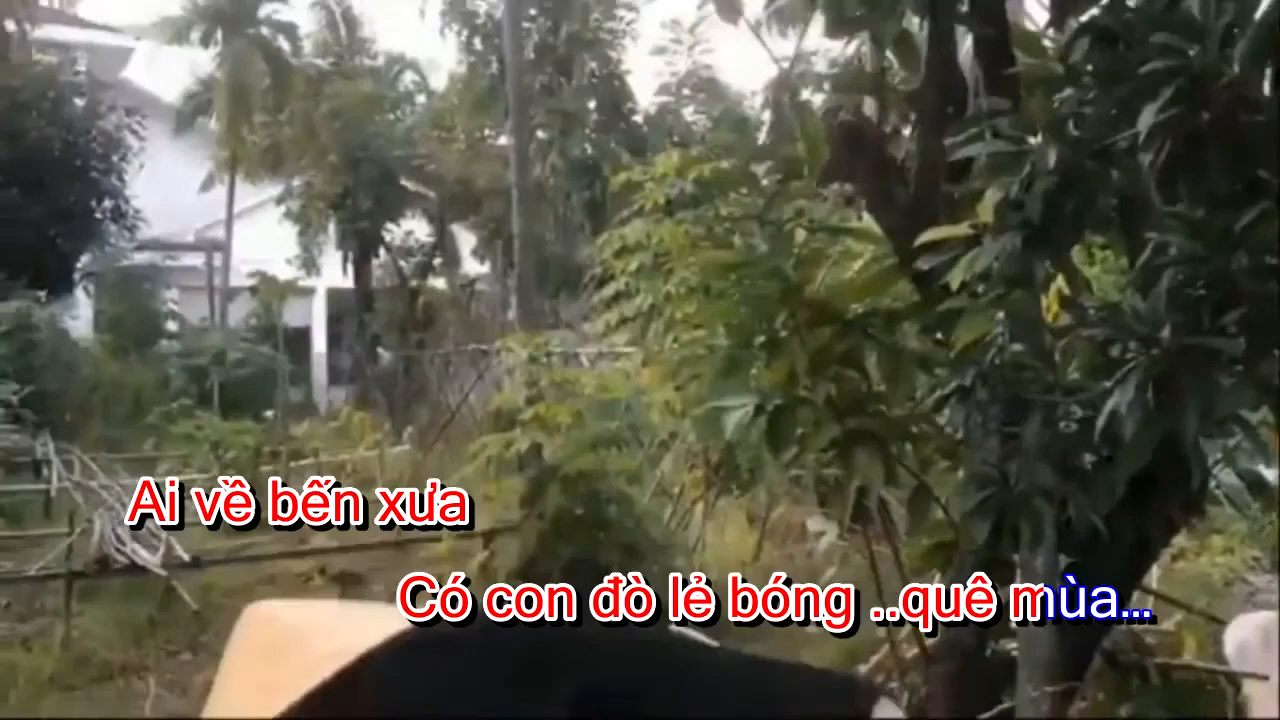 Ai về bến xưa
Có con đò lẻ bóng ..quê mùa...